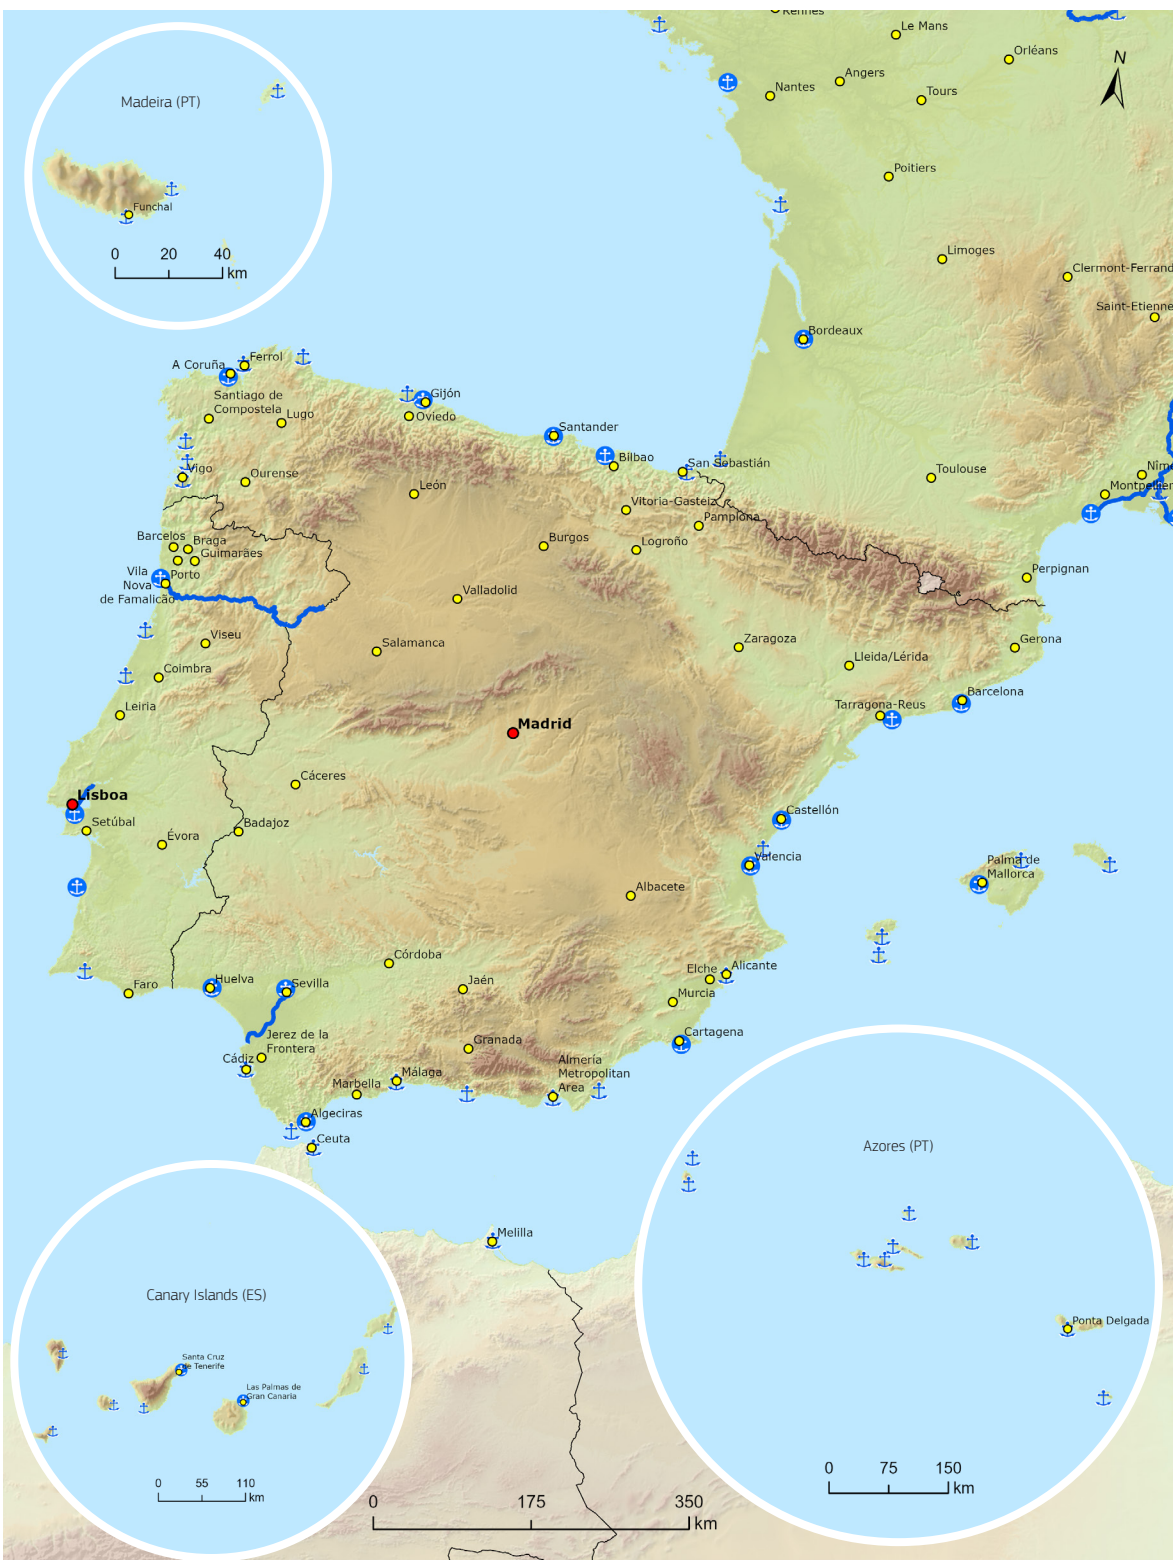 Rennes
Le Mans
Orléans
N
Angers
Nantes
Tours
Madeira (PT)
Poitiers
Funchal
0 20 40
km
Limoges
Clermont-Ferrand
Saint-Etienne
Bordeaux
Ferrol
A Coruña
Gijón
Santiago de
Compostela
Lugo
Oviedo
Santander
Bilbao
San Sebastián
Vigo
Ourense
León
Toulouse
Nîme
Montpellier
Vitoria-Gasteiz
Pamplona
Barcelos
Braga
Guimarães
Burgos
Logroño
Vila
Nova
de Famalicão
Porto
Perpignan
Valladolid
Viseu
Salamanca
Zaragoza
Gerona
Coimbra
Lleida/Lérida
Leiria
Barcelona
Tarragona-Reus
Madrid
Cáceres
Lisboa
Setúbal
Badajoz
Évora
Castellón
Valencia
Palma de
Mallorca
Albacete
Córdoba
Elche
Alicante
Huelva
Sevilla
Jaén
Faro
Murcia
Jerez de la
Frontera
Granada
Cartagena
Cádiz
Málaga
Almería
Metropolitan
Area
Marbella
Algeciras
Ceuta
Azores (PT)
Melilla
Canary Islands (ES)
Ponta Delgada
Santa Cruz
de Tenerife
Las Palmas de
Gran Canaria
0 75 150
km
0 55 110
km
0 175 350
km